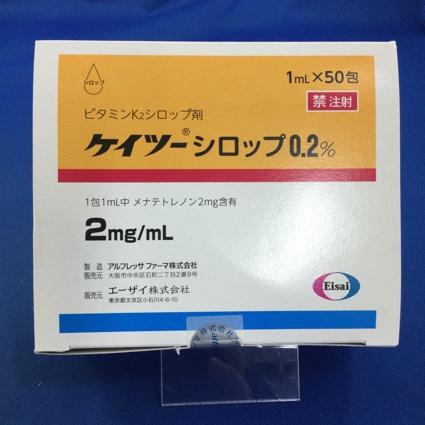 シロップ
1mL×50包
禁注射
ビタミンK2シロップ剤
ケイツー®シロップ0.2%
1包1mL中 メナテトレノン2mg含有
2mg/mL
製造販売元 アルフレッサ ファーマ株式会社
大阪市中央区石町二丁目2番9号
販売元 エーザイ株式会社
東京都文京区小石川4-6-10
Eisai